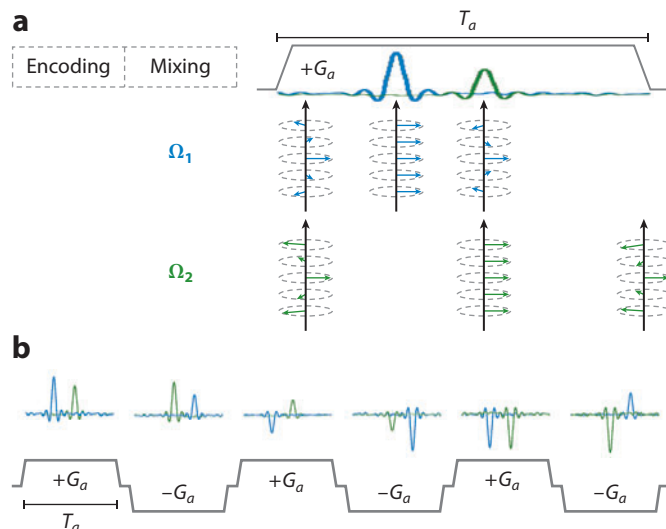 a
T_a
Encoding Mixing
+G_a
Ω_1
Ω_2
b
+G_a −G_a +G_a −G_a +G_a −G_a
T_a